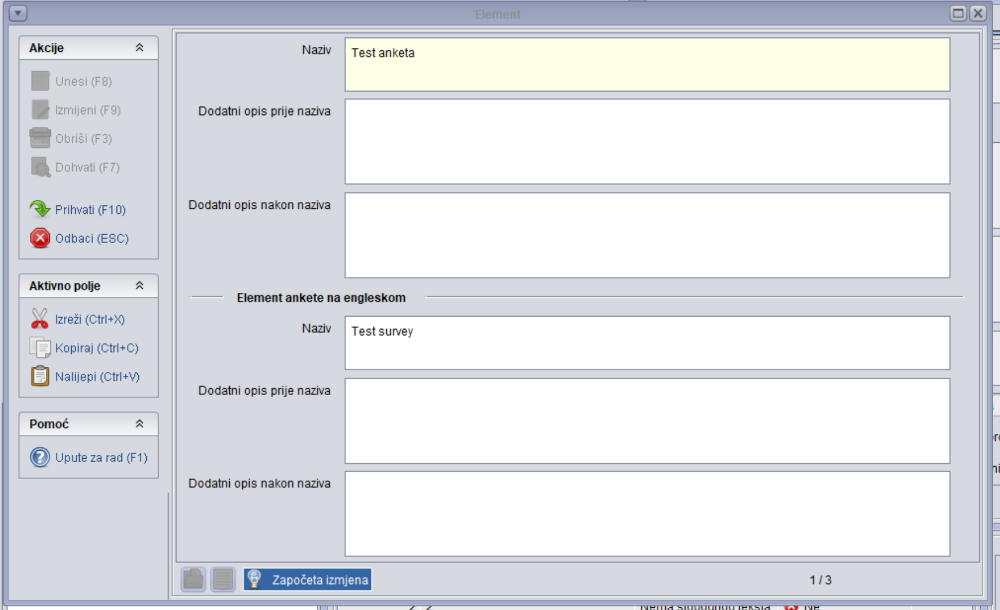 Element
Akcije
Unesi (F8)
Izmijeni (F9)
Obriši (F3)
Dohvati (F7)
Prihvati (F10)
Odbaci (ESC)
Aktivno polje
Izreži (Ctrl+X)
Kopiraj (Ctrl+C)
Nalijepi (Ctrl+V)
Pomoć
Upute za rad (F1)
Naziv
Test anketa
Dodatni opis prije naziva
Dodatni opis nakon naziva
Element ankete na engleskom
Naziv
Test survey
Dodatni opis prije naziva
Dodatni opis nakon naziva
Započeta izmjena
1 / 3